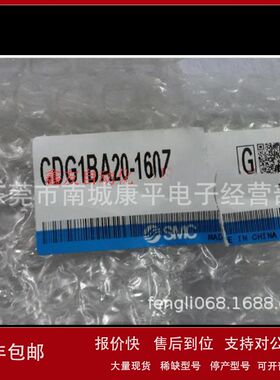 CDG1BA20-160Z
G
东莞市南城康平电子经营部
SMC
MADE IN CHINA
fengli068.1688.
年包邮
报价快 售后到位 支持对公
大量现货 稀缺型号 停产型号 可开